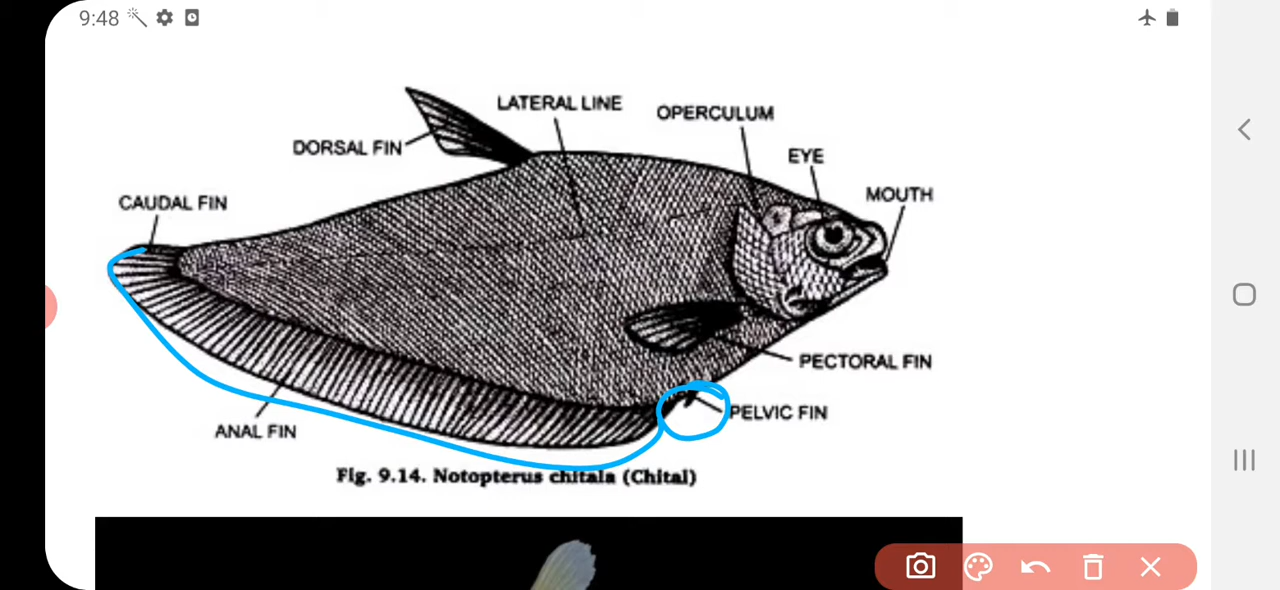 9:48
LATERAL LINE
OPERCULUM
DORSAL FIN
EYE
MOUTH
CAUDAL FIN
PECTORAL FIN
PELVIC FIN
ANAL FIN
Fig. 9.14. Notopterus chitala (Chital)